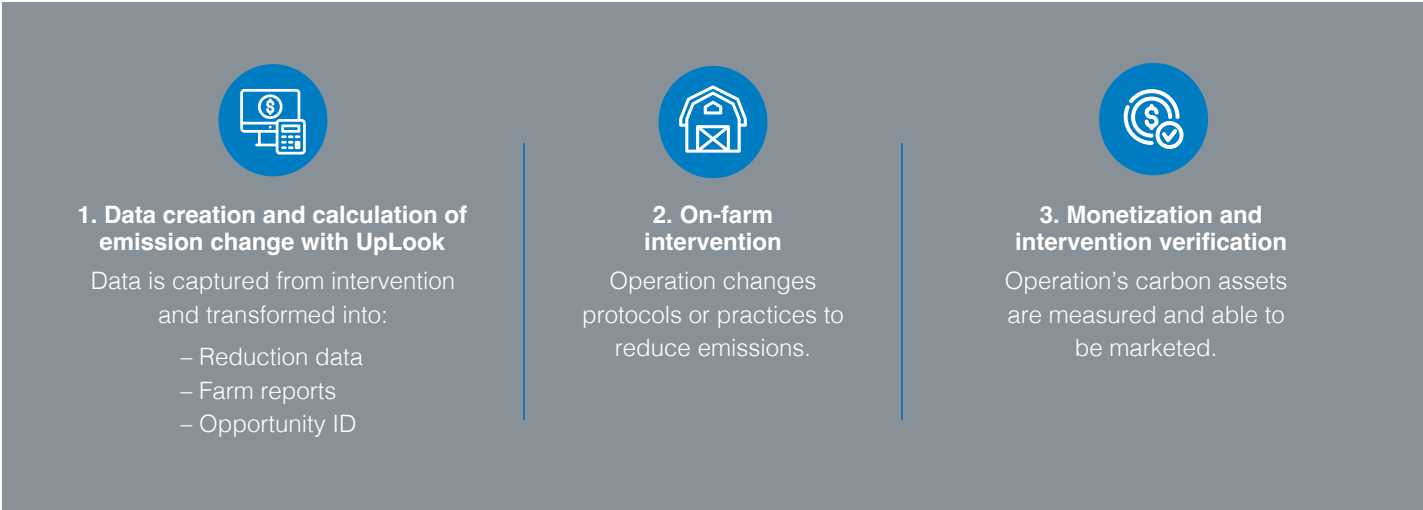 1. Data creation and calculation of
emission change with UpLook
Data is captured from intervention
and transformed into:
– Reduction data
– Farm reports
– Opportunity ID
2. On-farm
intervention
Operation changes
protocols or practices to
reduce emissions.
3. Monetization and
intervention verification
Operation's carbon assets
are measured and able to
be marketed.